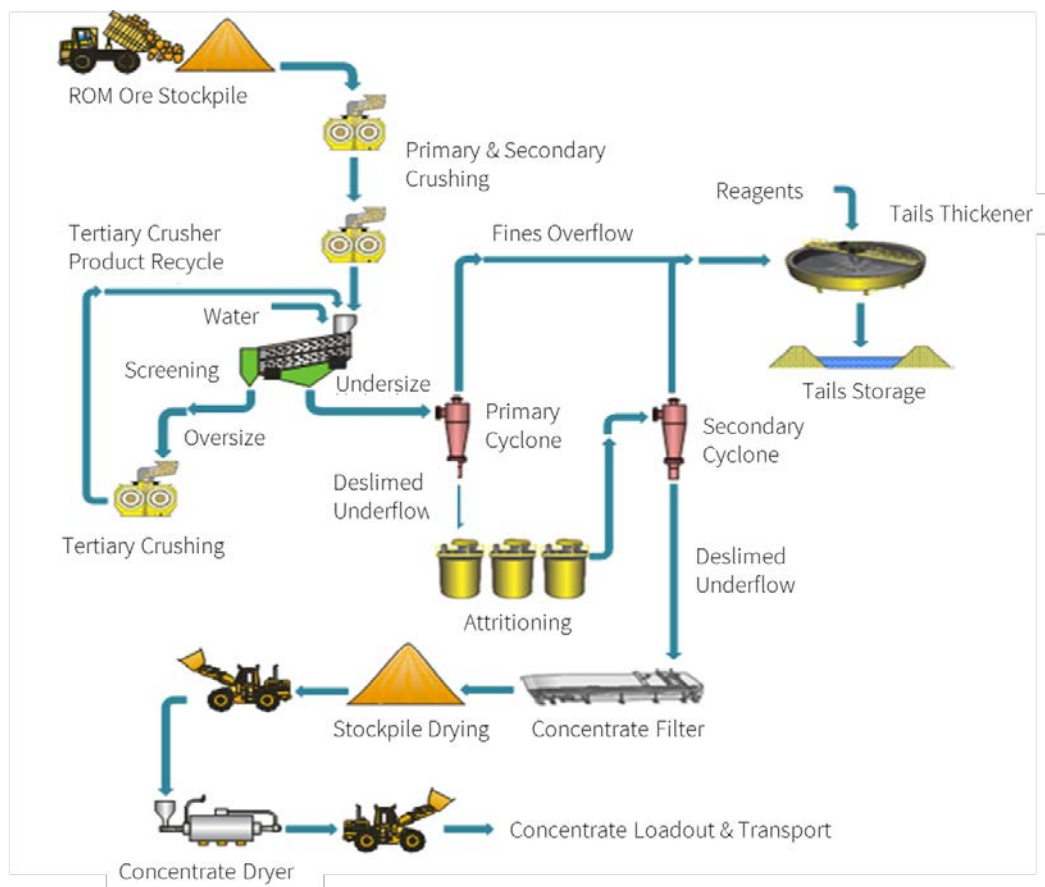 ROM Ore Stockpile
Primary & Secondary
Crushing
Reagents
Tails Thickener
Tertiary Crusher
Product Recycle
Fines Overflow
Water
Screening
Undersize
Tails Storage
Primary
Cyclone
Secondary
Cyclone
Oversize
Deslimed
Underflow
Tertiary Crushing
Deslimed
Underflow
Attritioning
Stockpile Drying
Concentrate Filter
Concentrate Loadout & Transport
Concentrate Dryer